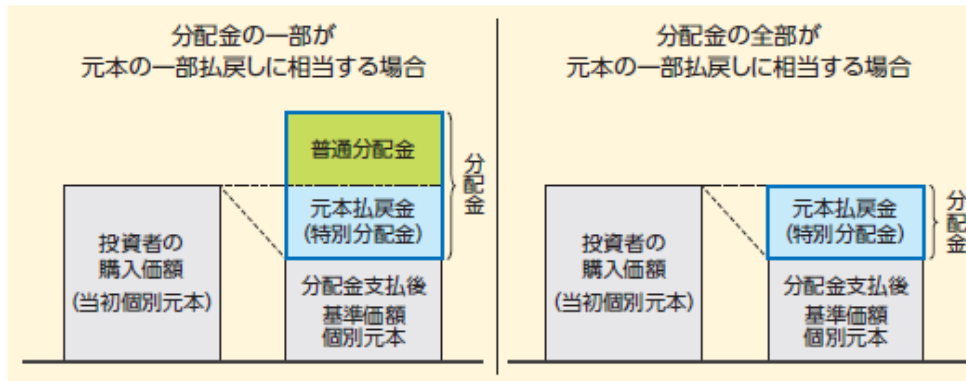 分配金の一部が
元本の一部払戻しに相当する場合
普通分配金
元本払戻金
(特別分配金)
分配金
投資者の
購入価額
(当初個別元本)
分配金支払後
基準価額
個別元本
分配金の全部が
元本の一部払戻しに相当する場合
元本払戻金
(特別分配金)
分配金
投資者の
購入価額
(当初個別元本)
分配金支払後
基準価額
個別元本